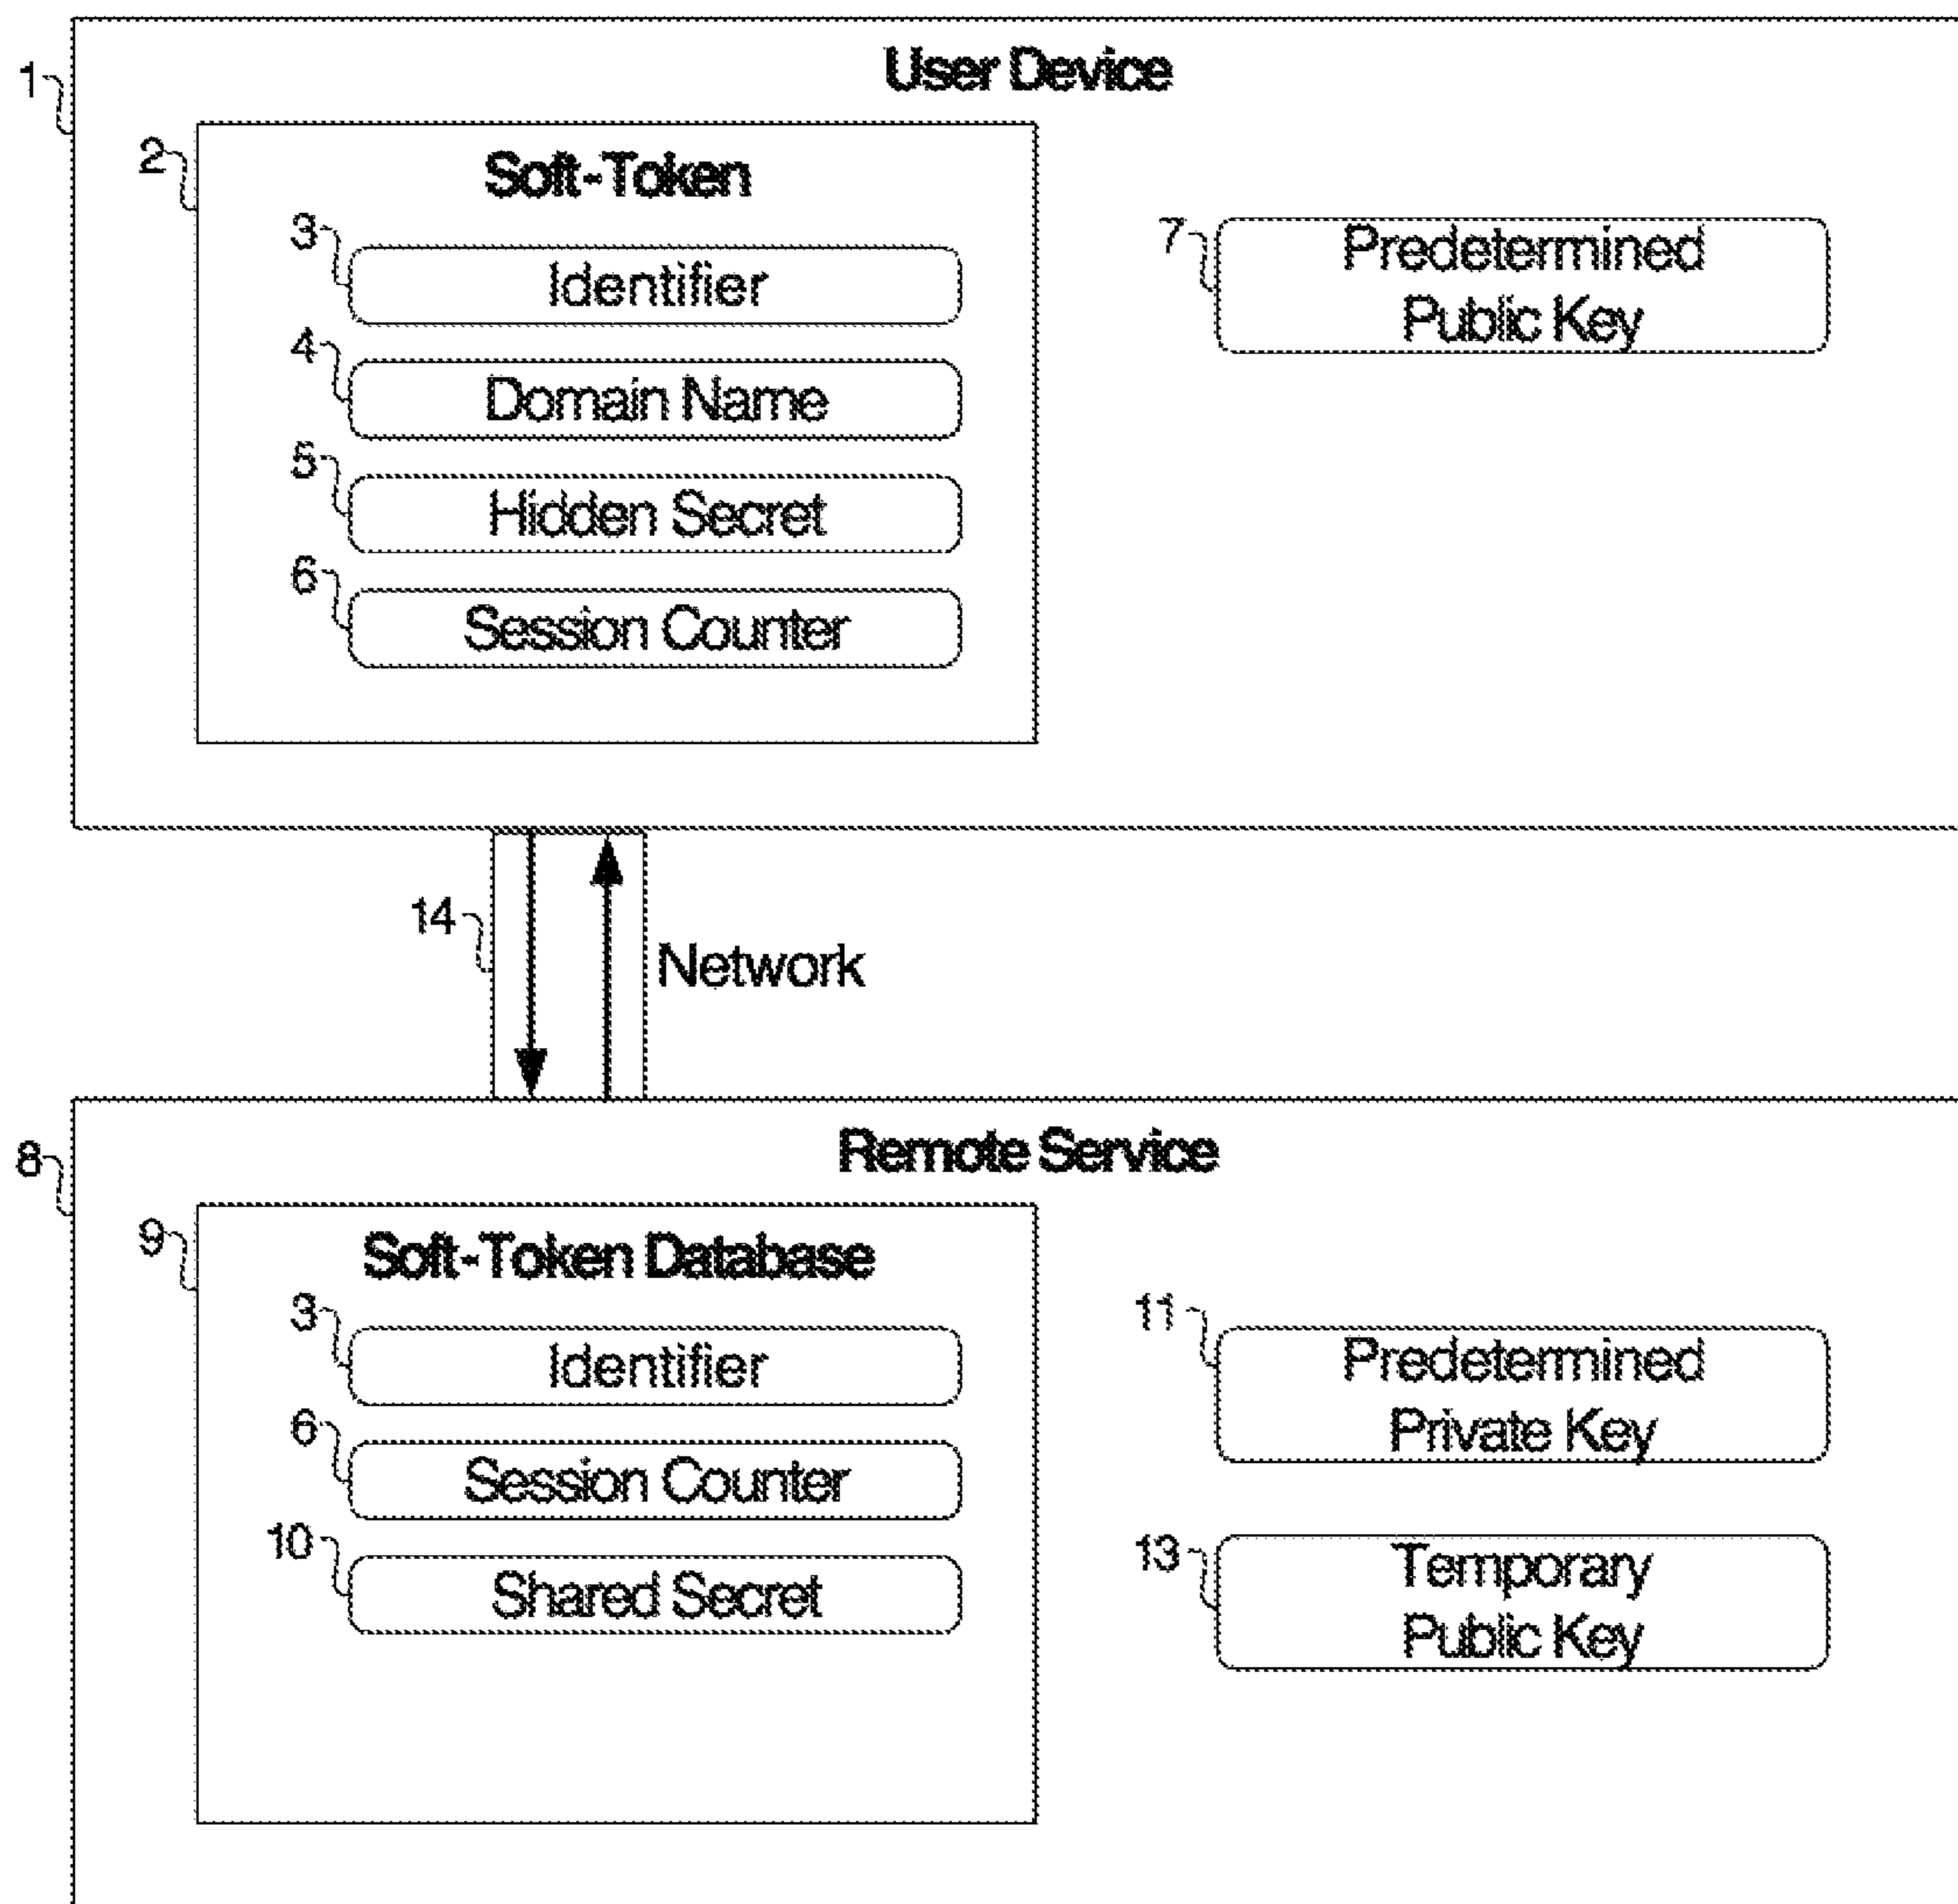 User Device
1
2
Soft-Token
3
Identifier
7
Predetermined
Public Key
4
Domain Name
5
Hidden Secret
6
Session Counter
14
Network
Remote Service
8
9
Soft-Token Database
3
Identifier
11
Predetermined
Private Key
6
Session Counter
10
Shared Secret
13
Temporary
Public Key